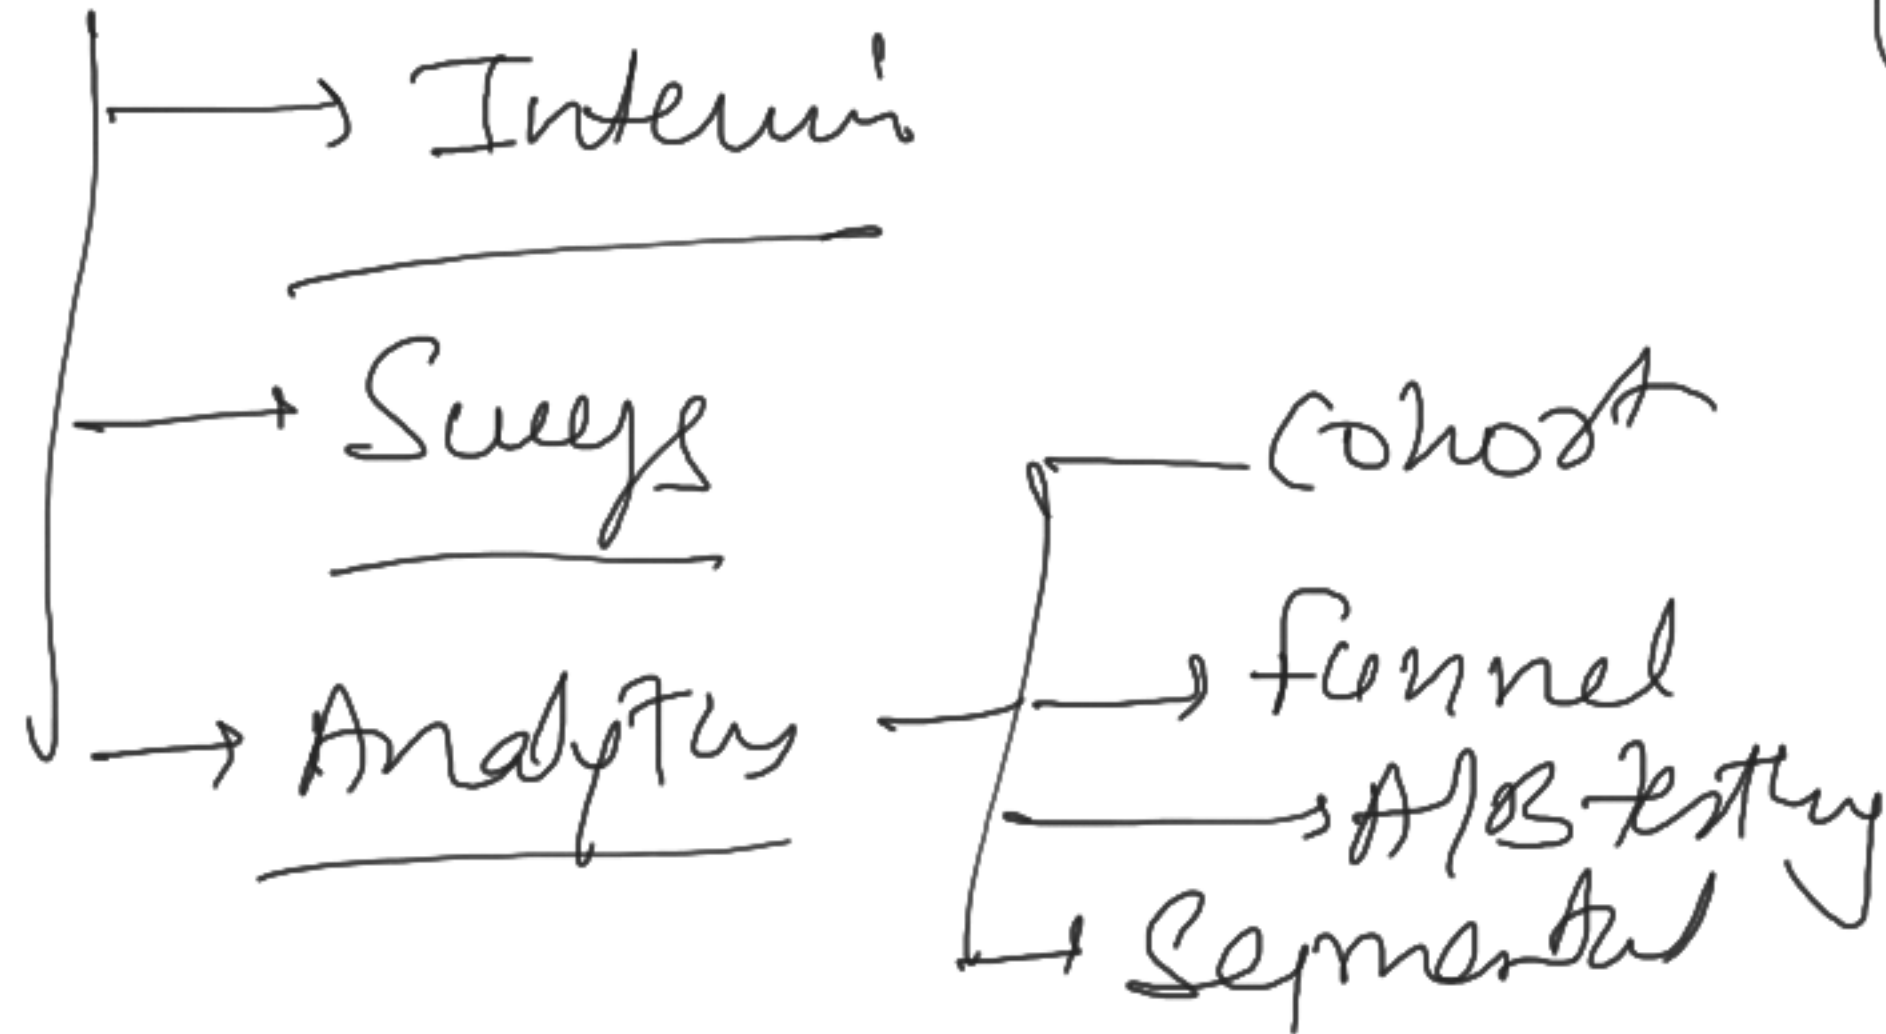 Interviews
Surveys
Analytics
Cohort
funnel
A/B testing
Segmentation